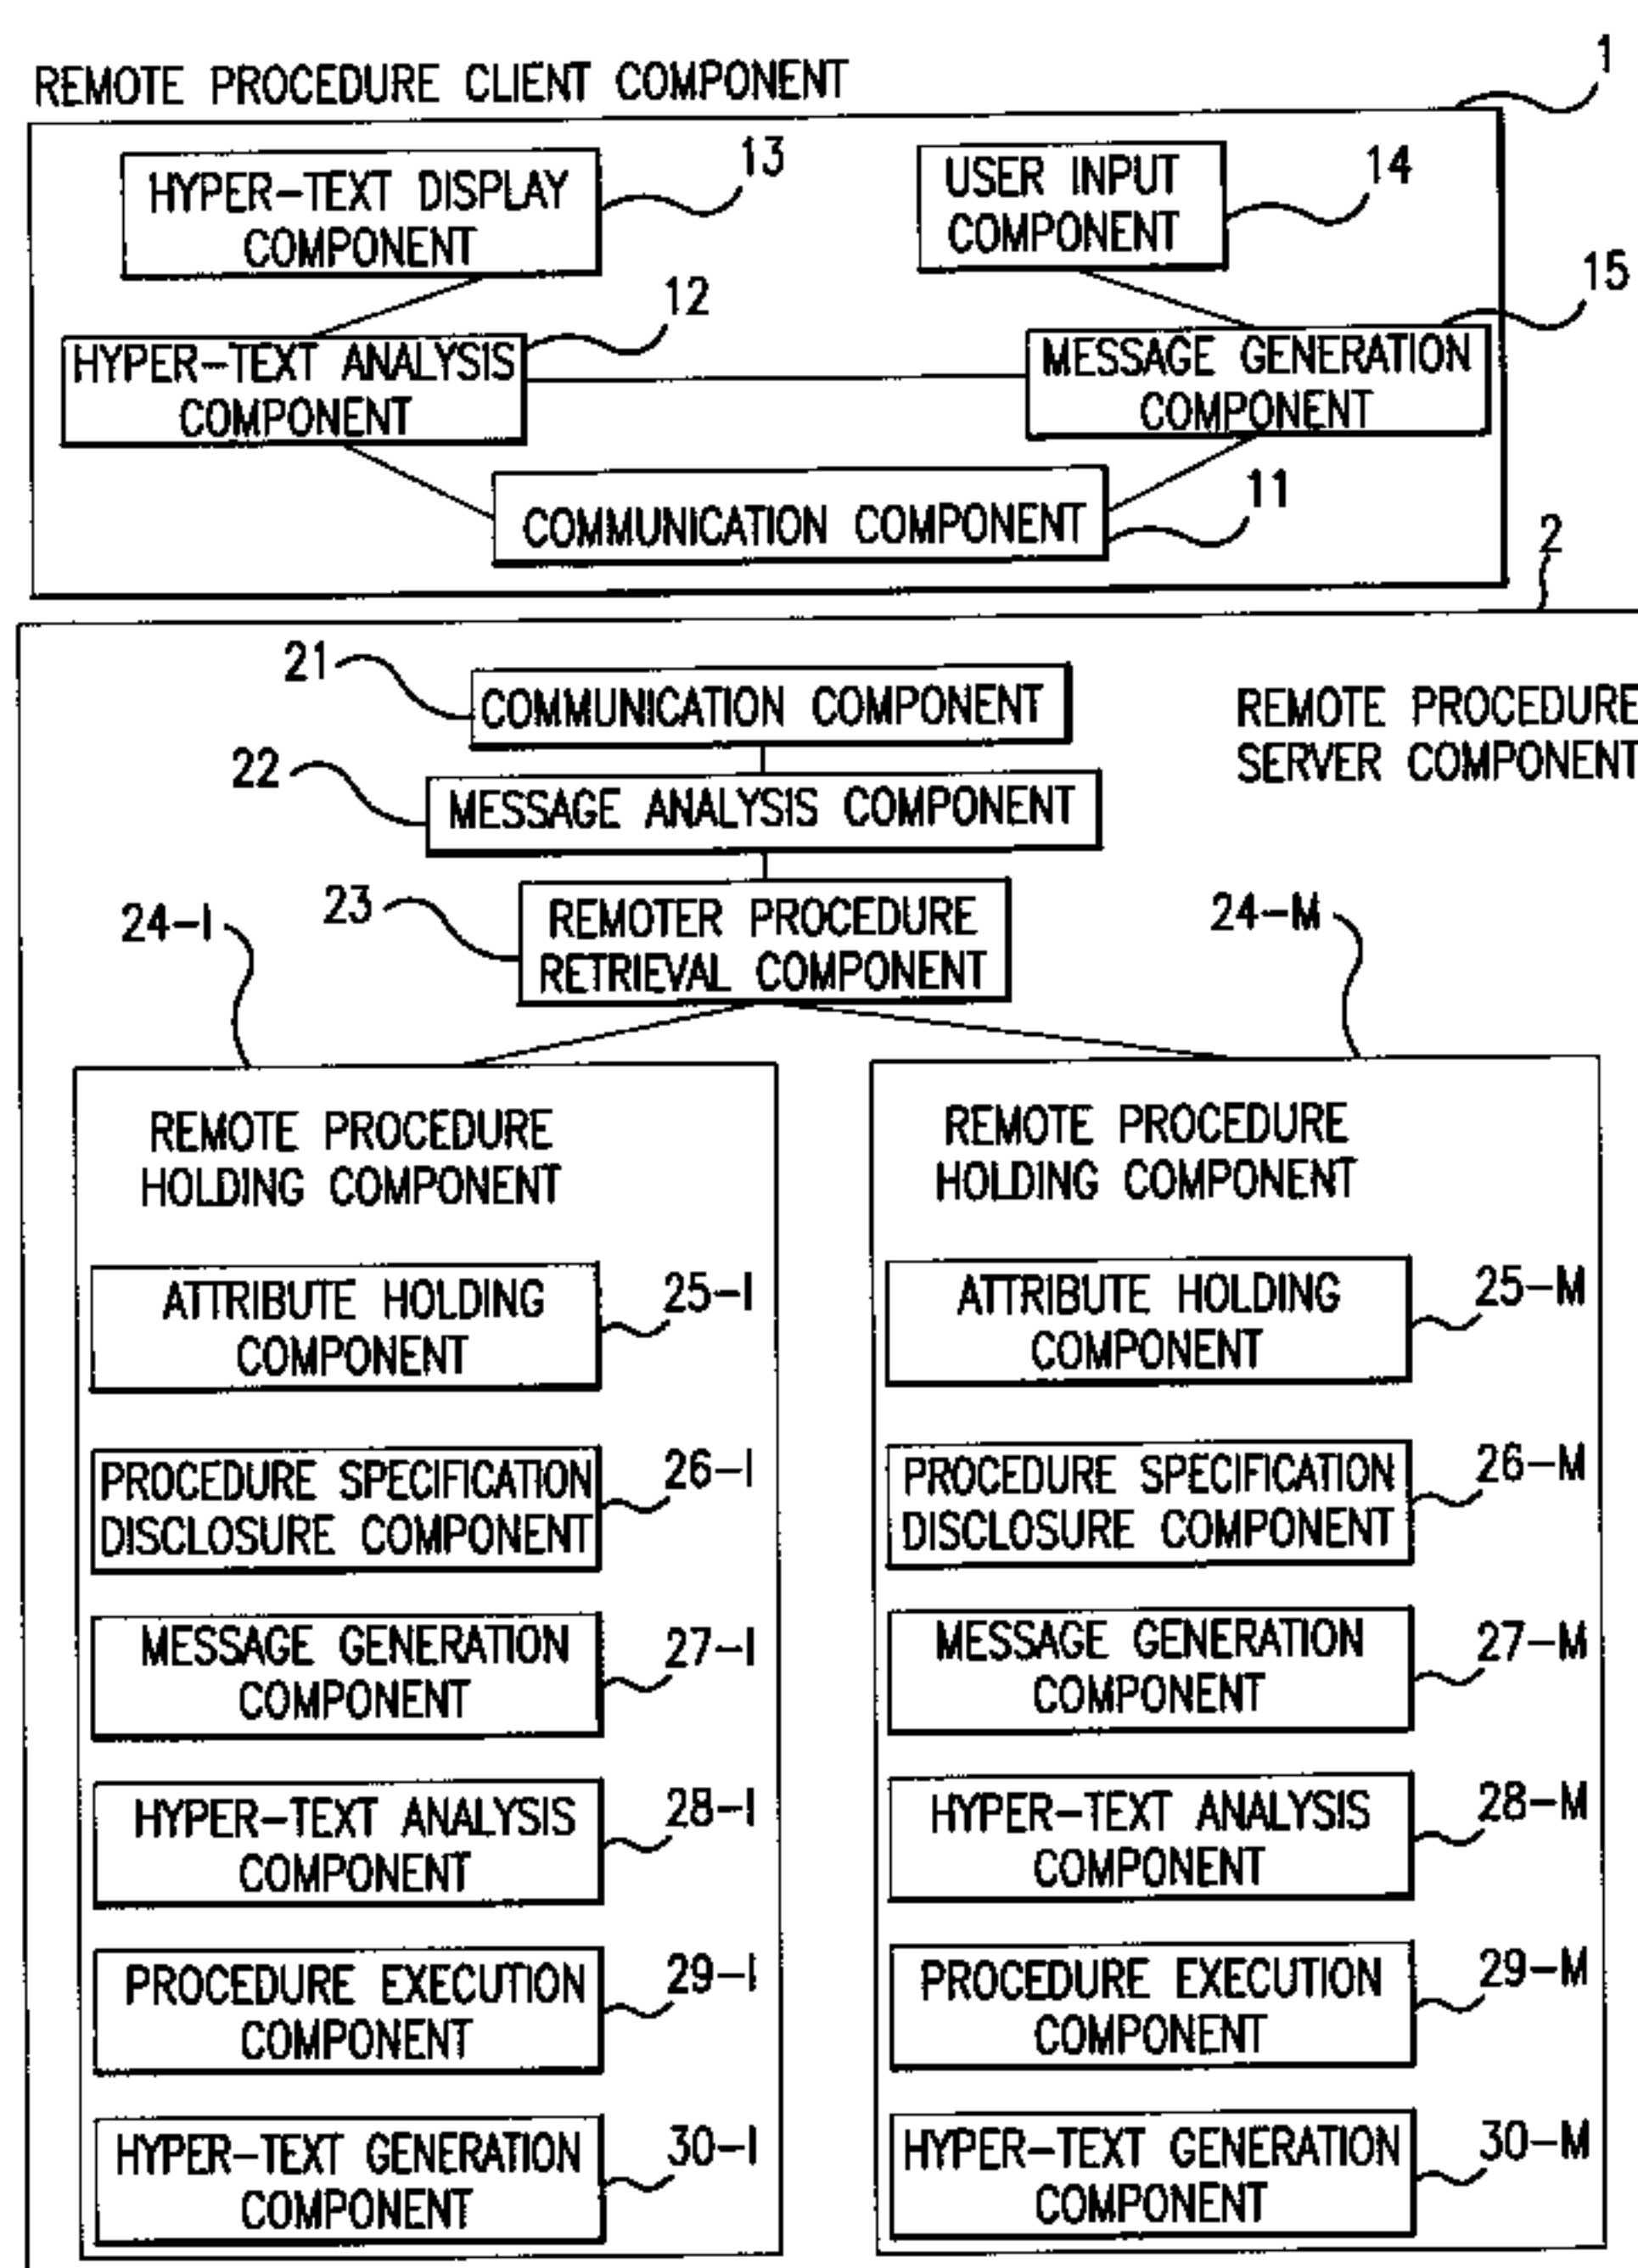 REMOTE PROCEDURE CLIENT COMPONENT
1
HYPER-TEXT DISPLAY
COMPONENT
13
USER INPUT
COMPONENT
14
12
15
HYPER-TEXT ANALYSIS
COMPONENT
MESSAGE GENERATION
COMPONENT
COMMUNICATION COMPONENT
11
2
21
COMMUNICATION COMPONENT
REMOTE PROCEDURE
SERVER COMPONENT
22
MESSAGE ANALYSIS COMPONENT
23
REMOTER PROCEDURE
RETRIEVAL COMPONENT
24-I
24-M
REMOTE PROCEDURE
HOLDING COMPONENT
ATTRIBUTE HOLDING
COMPONENT
25-I
PROCEDURE SPECIFICATION
DISCLOSURE COMPONENT
26-I
MESSAGE GENERATION
COMPONENT
27-I
HYPER-TEXT ANALYSIS
COMPONENT
28-I
PROCEDURE EXECUTION
COMPONENT
29-I
HYPER-TEXT GENERATION
COMPONENT
30-I
REMOTE PROCEDURE
HOLDING COMPONENT
ATTRIBUTE HOLDING
COMPONENT
25-M
PROCEDURE SPECIFICATION
DISCLOSURE COMPONENT
26-M
MESSAGE GENERATION
COMPONENT
27-M
HYPER-TEXT ANALYSIS
COMPONENT
28-M
PROCEDURE EXECUTION
COMPONENT
29-M
HYPER-TEXT GENERATION
COMPONENT
30-M